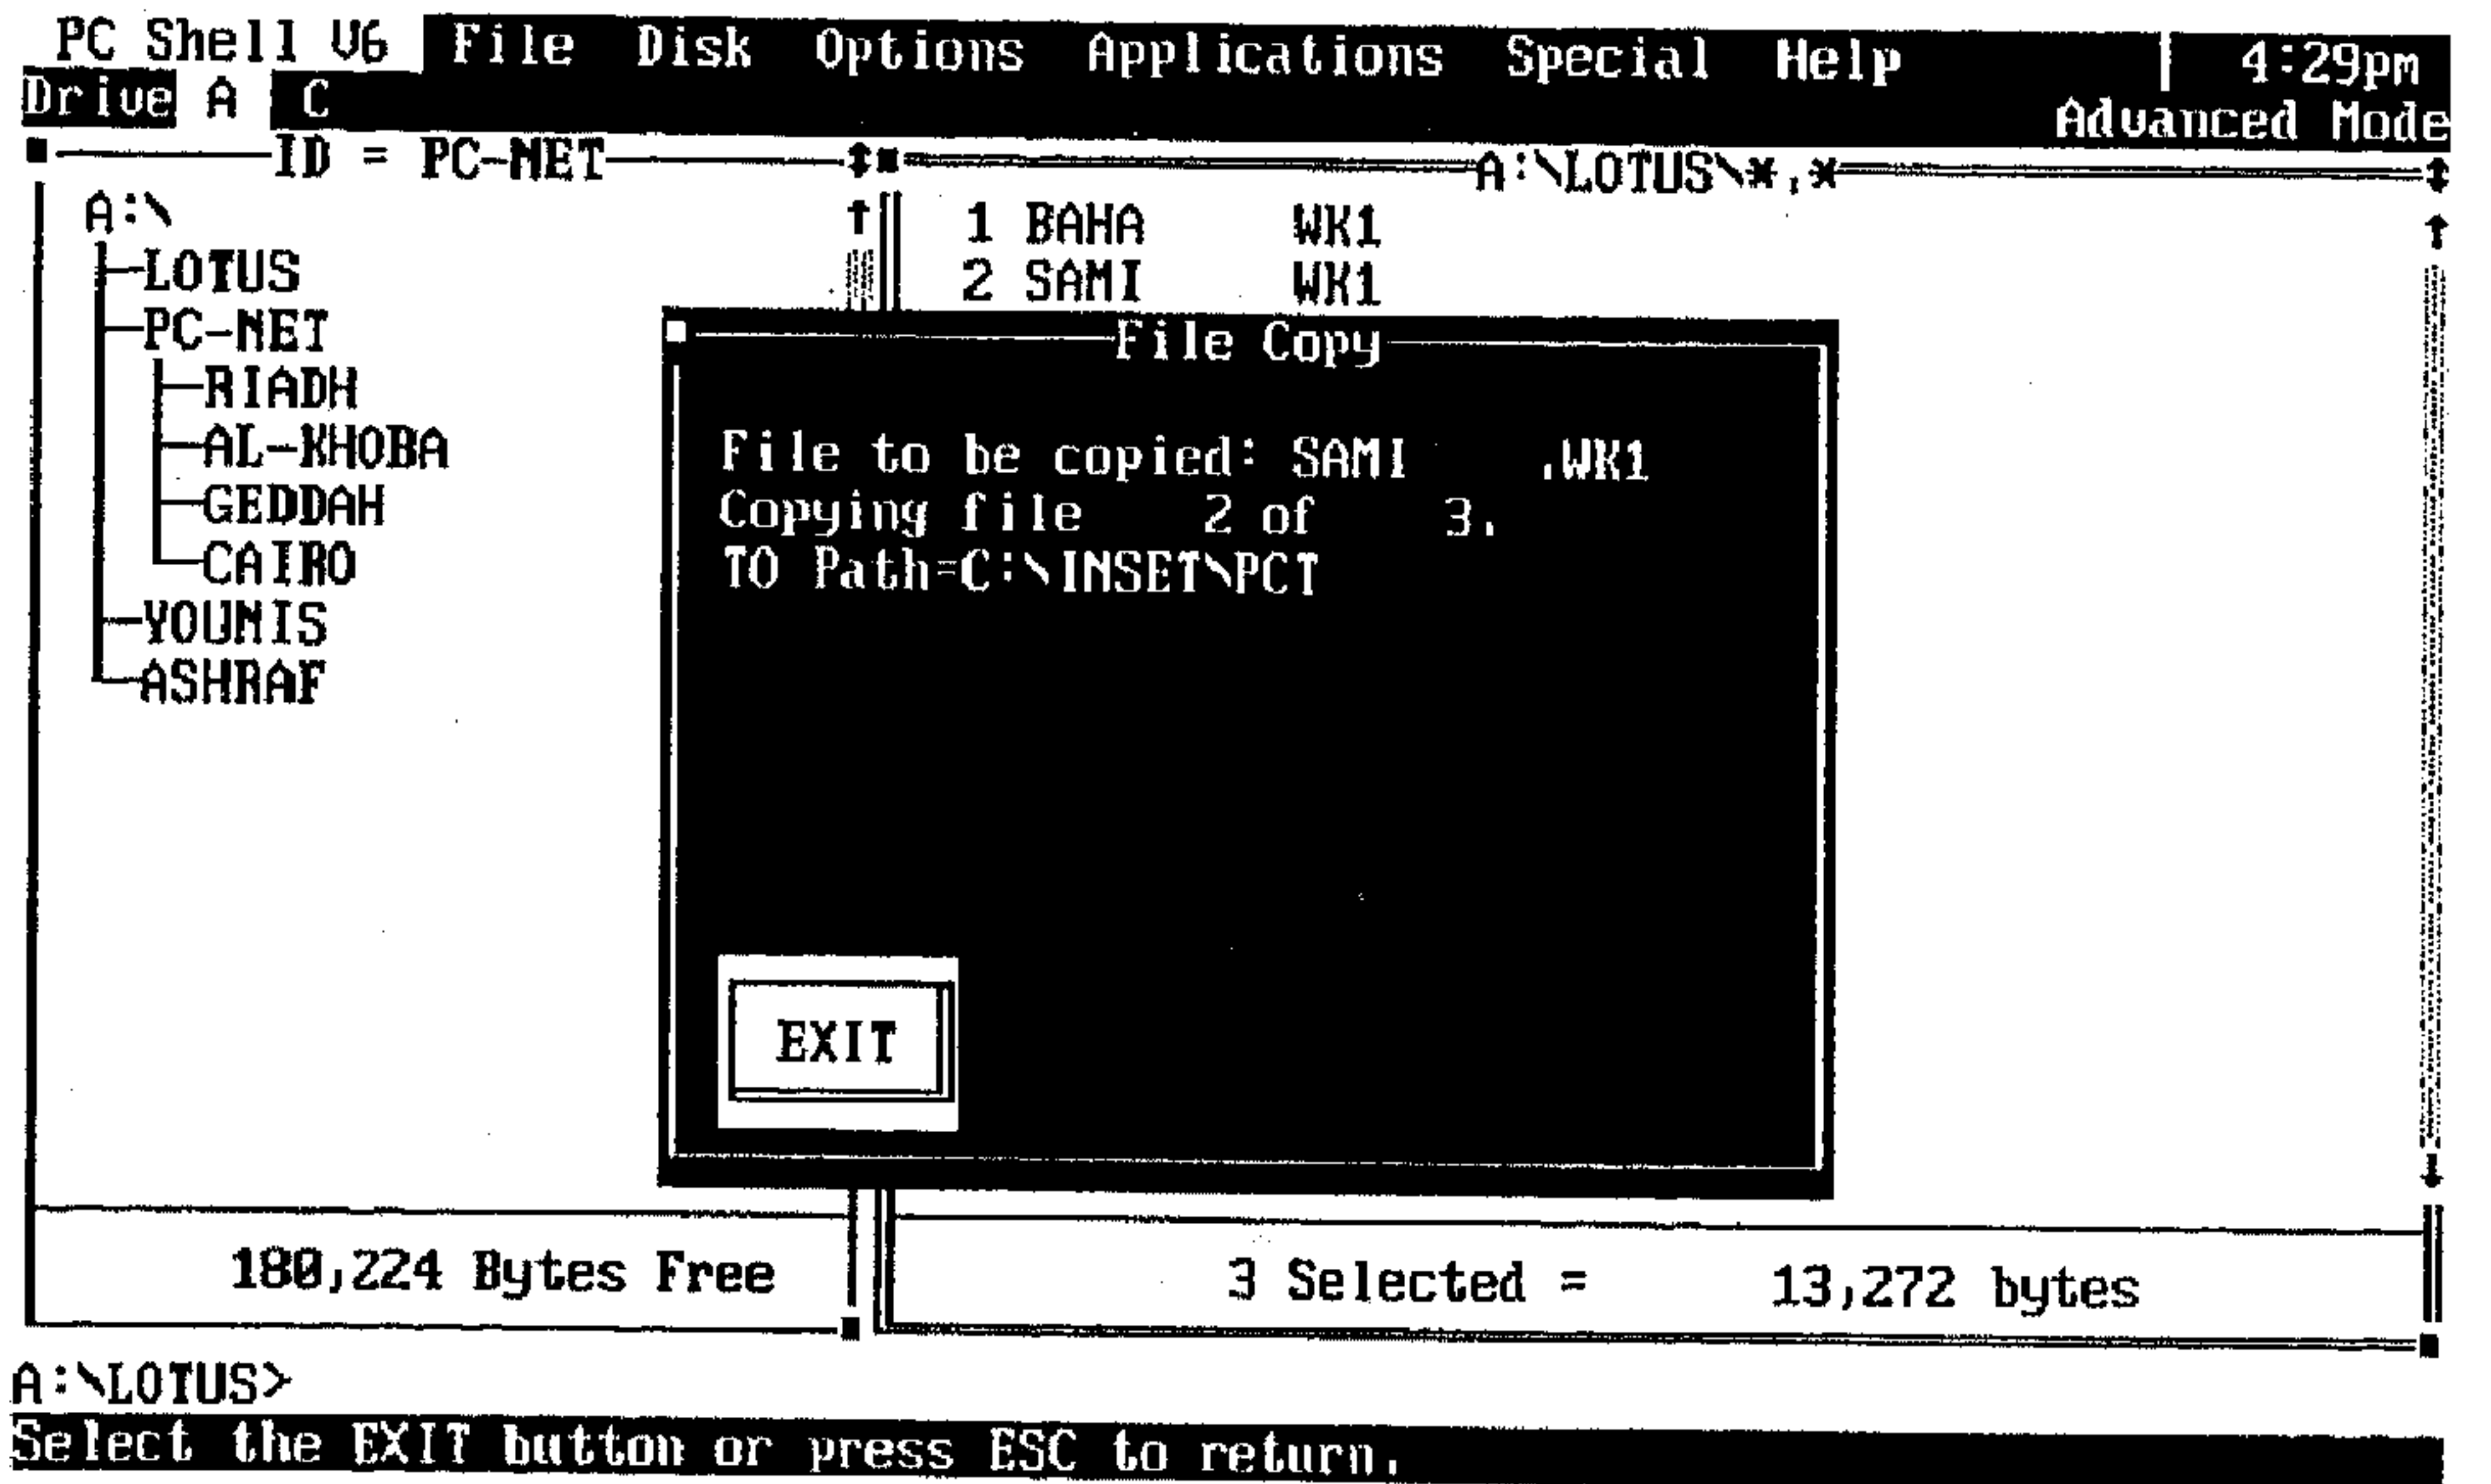 PC Shell V6 File Disk Options Applications Special Help 4:29pm
Drive A C
Advanced Mode
ID = PC-NET
A:\LOTUS\*.*
A:\
LOTUS
PC-NET
RIADH
AL-KHOBA
GEDDAH
CAIRO
YOUNIS
ASHRAF
1 BAHA WK1
2 SAMI WK1
File Copy
File to be copied: SAMI .WK1
Copying file 2 of 3.
TO Path=C:\INSET\PCT
EXIT
180,224 Bytes Free
3 Selected = 13,272 bytes
A:\LOTUS>
Select the EXIT button or press ESC to return.